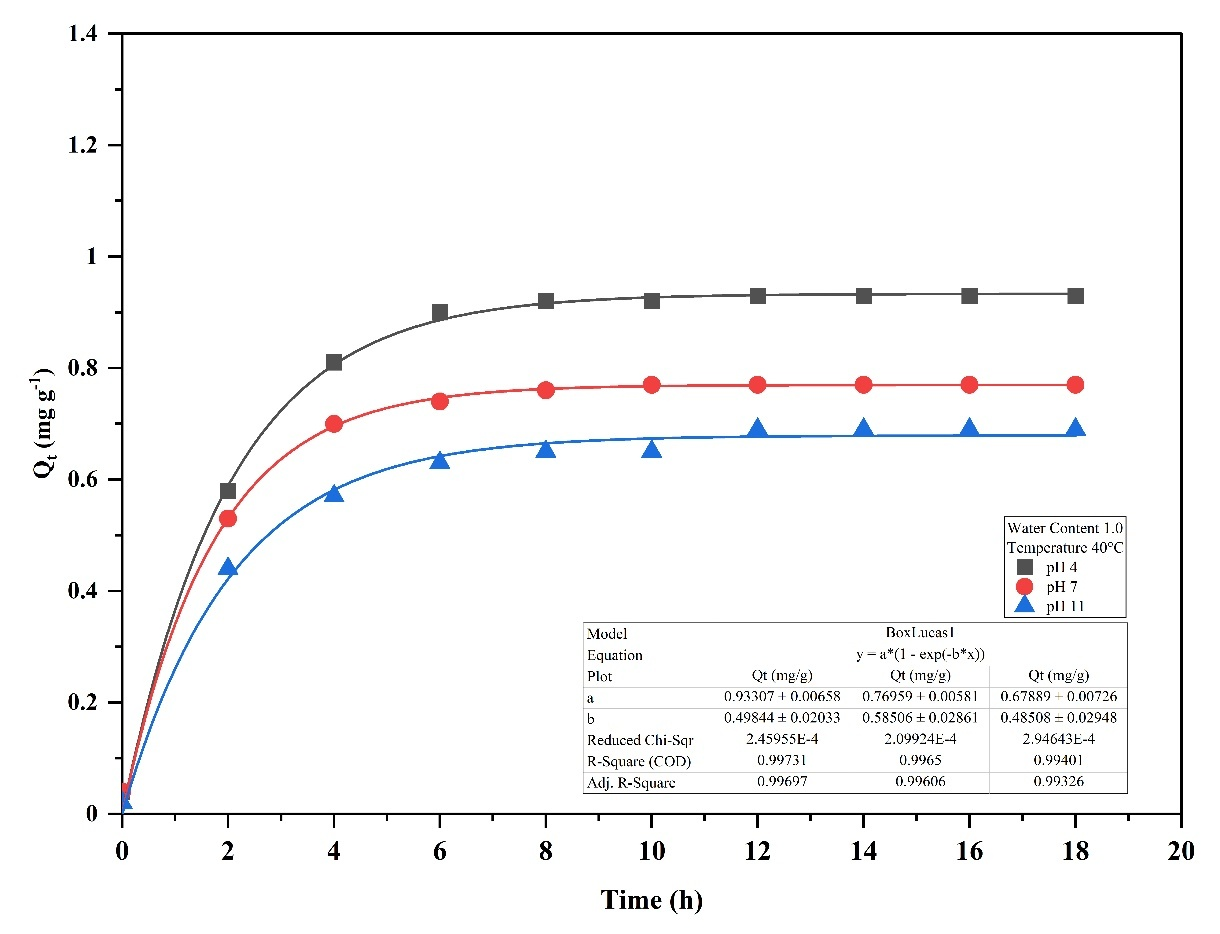 1.4
1.2
1
0.8
0.6
0.4
0.2
0
Qt (mg g-1)
0 2 4 6 8 10 12 14 16 18 20
Time (h)
Water Content 1.0
Temperature 40°C
pH 4
pH 7
pH 11
Model BoxLucas1
Equation y = a*(1 - exp(-b*x))
Plot Qt (mg/g) Qt (mg/g) Qt (mg/g)
a 0.93307 ± 0.00658 0.76959 ± 0.00581 0.67889 ± 0.00726
b 0.49844 ± 0.02033 0.58506 ± 0.02861 0.48508 ± 0.02948
Reduced Chi-Sqr 2.45955E-4 2.09924E-4 2.94643E-4
R-Square (COD) 0.99731 0.9965 0.99401
Adj. R-Square 0.99697 0.99606 0.99326